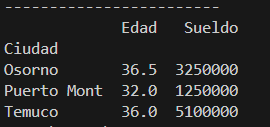 ------------------------
Edad Sueldo
Ciudad
Osorno 36.5 3250000
Puerto Mont 32.0 1250000
Temuco 36.0 5100000